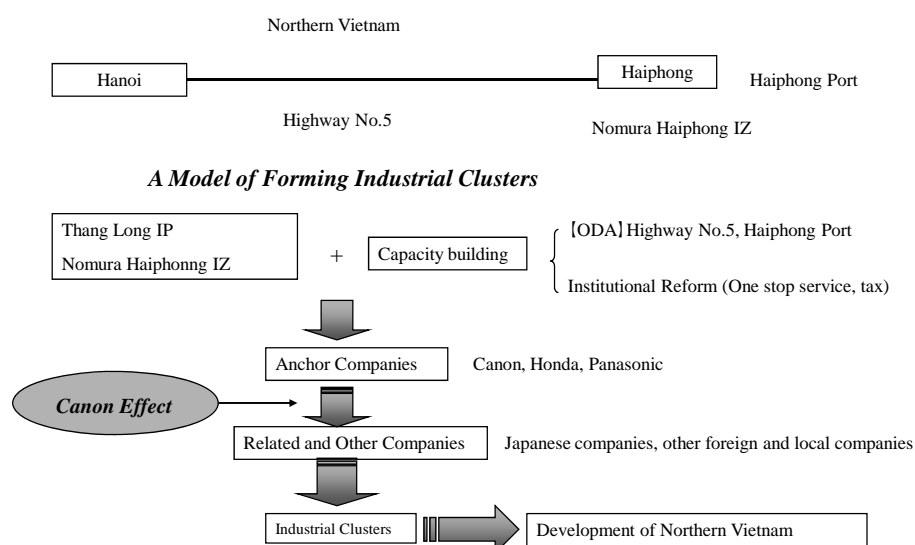 Northern Vietnam
Hanoi
Haiphong
Haiphong Port
Highway No.5
Nomura Haiphong IZ
A Model of Forming Industrial Clusters
Thang Long IP
Nomura Haiphonng IZ
+
Capacity building
【ODA】Highway No.5, Haiphong Port
Institutional Reform (One stop service, tax)
Anchor Companies
Canon, Honda, Panasonic
Canon Effect
Related and Other Companies
Japanese companies, other foreign and local companies
Industrial Clusters
Development of Northern Vietnam